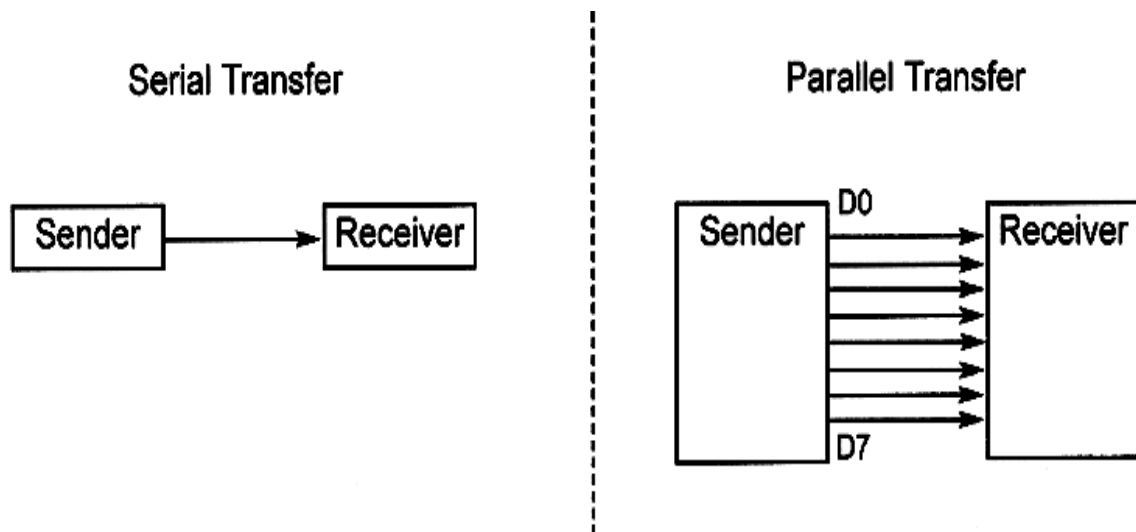 Serial Transfer
Sender
Receiver
Parallel Transfer
D0
Sender
Receiver
D7